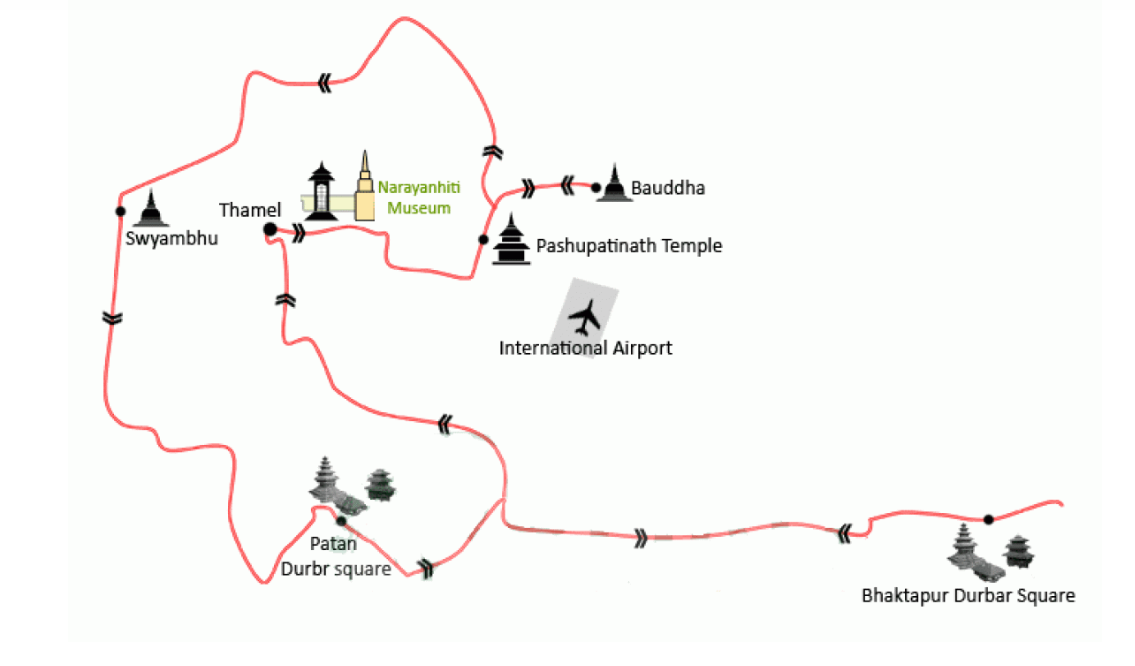 Narayanhiti
Museum
Bauddha
Thamel
Swyambhu
Pashupatinath Temple
International Airport
Patan
Durbr square
Bhaktapur Durbar Square